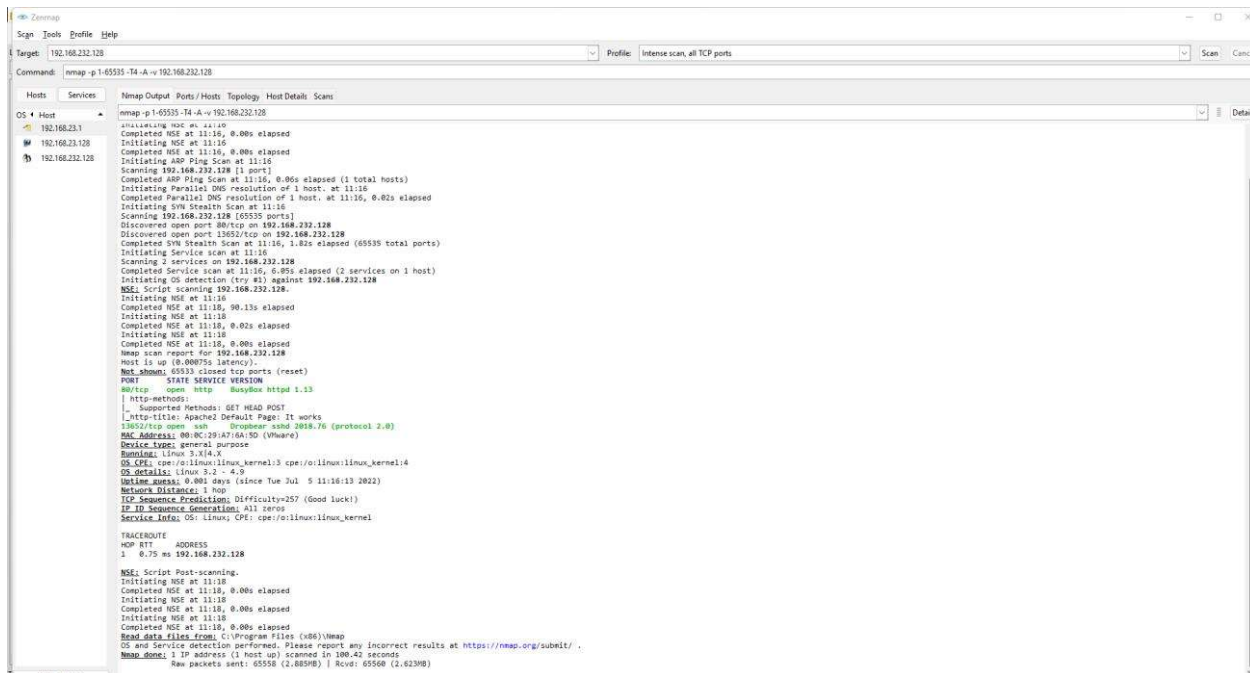 Zenmap
Scan Tools Profile Help
Target: 192.168.232.128 Profile: Intense scan, all TCP ports Scan Canc
Command: nmap -p 1-65535 -T4 -A -v 192.168.232.128
Hosts Services Nmap Output Ports / Hosts Topology Host Details Scans
OS Host nmap -p 1-65535 -T4 -A -v 192.168.232.128 Detai
192.168.23.1
192.168.23.128
192.168.232.128
Initiating NSE at 11:16
Completed NSE at 11:16, 0.00s elapsed
Initiating NSE at 11:16
Completed NSE at 11:16, 0.00s elapsed
Initiating ARP Ping Scan at 11:16
Scanning 192.168.232.128 [1 port]
Completed ARP Ping Scan at 11:16, 0.06s elapsed (1 total hosts)
Initiating Parallel DNS resolution of 1 host. at 11:16
Completed Parallel DNS resolution of 1 host. at 11:16, 0.02s elapsed
Initiating SYN Stealth Scan at 11:16
Scanning 192.168.232.128 [65535 ports]
Discovered open port 80/tcp on 192.168.232.128
Discovered open port 13652/tcp on 192.168.232.128
Completed SYN Stealth Scan at 11:16, 1.82s elapsed (65535 total ports)
Initiating Service scan at 11:16
Scanning 2 services on 192.168.232.128
Completed Service scan at 11:16, 6.05s elapsed (2 services on 1 host)
Initiating OS detection (try #1) against 192.168.232.128
NSE: Script scanning 192.168.232.128.
Initiating NSE at 11:16
Completed NSE at 11:18, 90.13s elapsed
Initiating NSE at 11:18
Completed NSE at 11:18, 0.02s elapsed
Initiating NSE at 11:18
Completed NSE at 11:18, 0.00s elapsed
Nmap scan report for 192.168.232.128
Host is up (0.00075s latency).
Not shown: 65533 closed tcp ports (reset)
PORT STATE SERVICE VERSION
80/tcp open http BusyBox httpd 1.13
| http-methods:
|_ Supported Methods: GET HEAD POST
|_http-title: Apache2 Default Page: It works
13652/tcp open ssh Dropbear sshd 2018.76 (protocol 2.0)
MAC Address: 00:0C:29:A7:6A:5D (VMware)
Device type: general purpose
Running: Linux 3.X|4.X
OS CPE: cpe:/o:linux:linux_kernel:3 cpe:/o:linux:linux_kernel:4
OS details: Linux 3.2 - 4.9
Uptime guess: 0.001 days (since Tue Jul 5 11:16:13 2022)
Network Distance: 1 hop
TCP Sequence Prediction: Difficulty=257 (Good luck!)
IP ID Sequence Generation: All zeros
Service Info: OS: Linux; CPE: cpe:/o:linux:linux_kernel
TRACEROUTE
HOP RTT ADDRESS
1 0.75 ms 192.168.232.128
NSE: Script Post-scanning.
Initiating NSE at 11:18
Completed NSE at 11:18, 0.00s elapsed
Initiating NSE at 11:18
Completed NSE at 11:18, 0.00s elapsed
Initiating NSE at 11:18
Completed NSE at 11:18, 0.00s elapsed
Read data files from: C:\Program Files (x86)\Nmap
OS and Service detection performed. Please report any incorrect results at https://nmap.org/submit/ .
Nmap done: 1 IP address (1 host up) scanned in 100.42 seconds
Raw packets sent: 65558 (2.885MB) | Rcvd: 65560 (2.623MB)